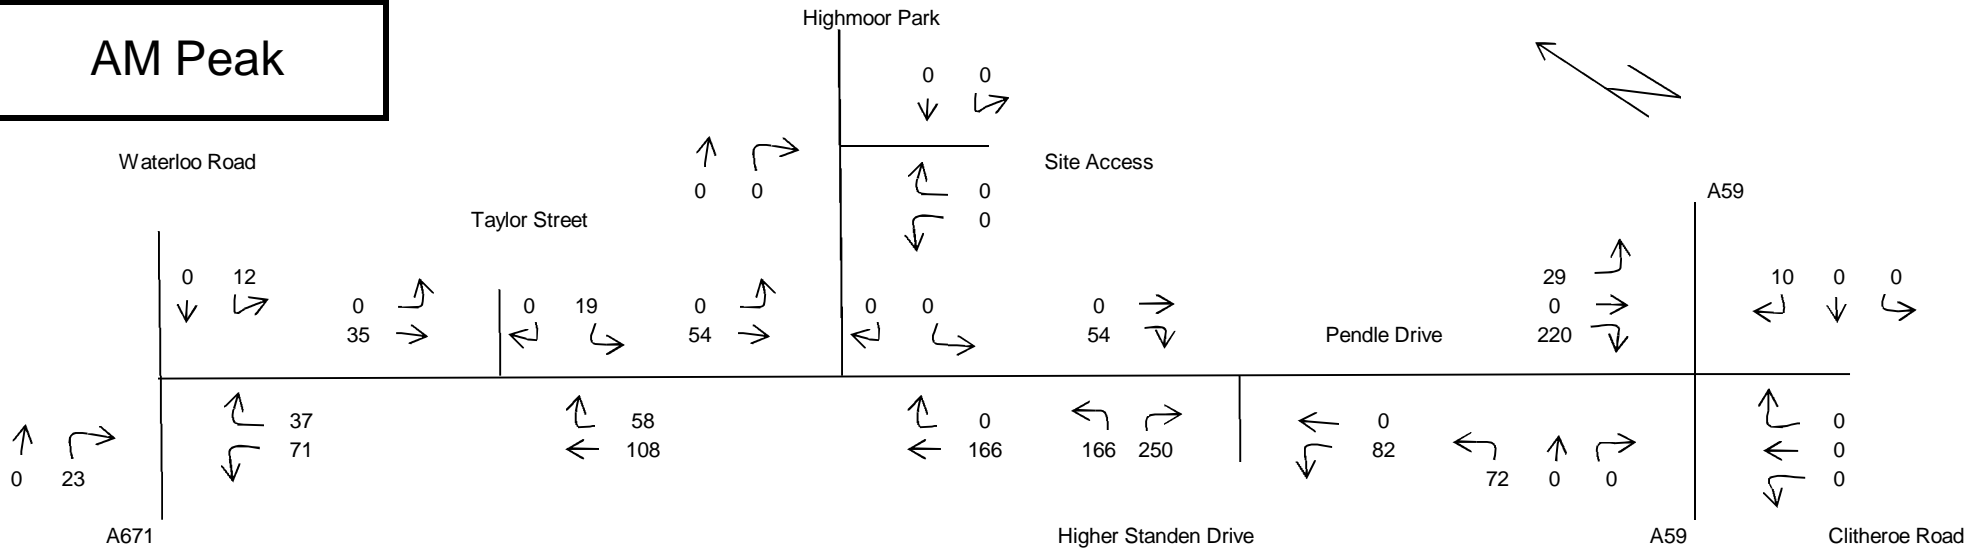 Highmoor Park
AM Peak
0 0
Waterloo Road
Site Access
0 0 0
A59
Taylor Street
0
0 12 29 10 0 0
0 0 19 0 0 0 0 0
35 54 54 Pendle Drive 220
37 58 0 0 0
71 108 166 166 250 82 0
0 23 72 0 0 0
A671 Higher Standen Drive A59 Clitheroe Road